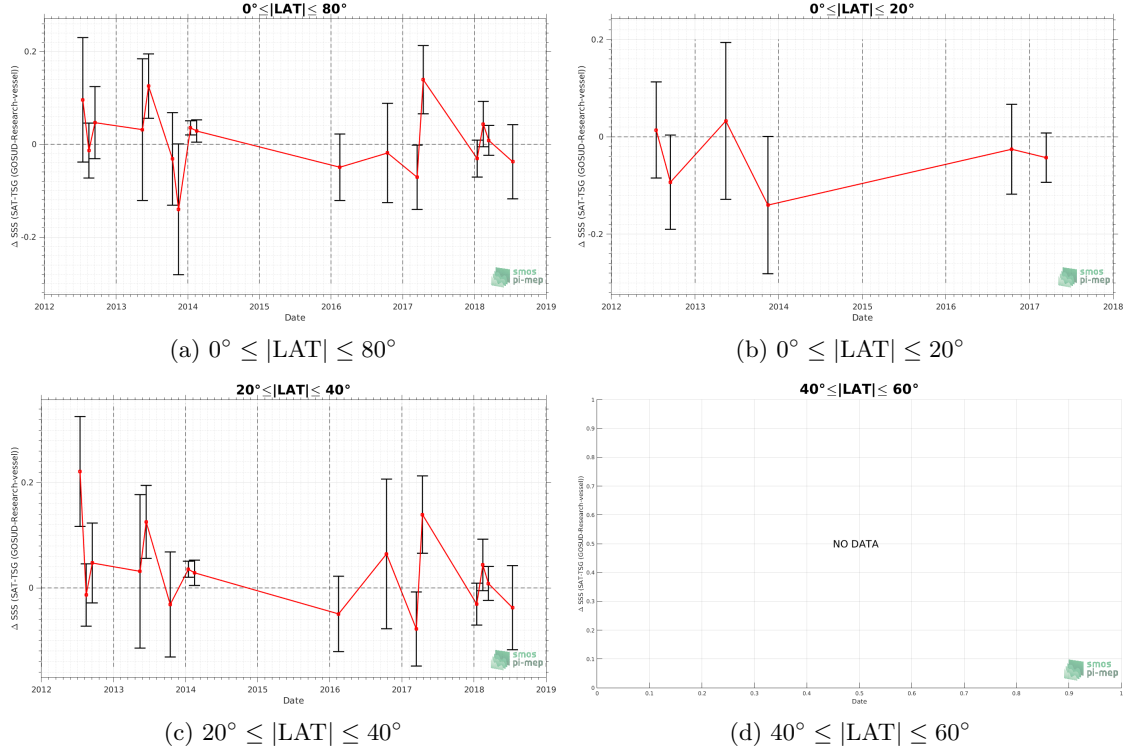 0°≤|LAT|≤ 80°
Δ SSS (SAT-TSG (GOSUD-Research-vessel))
0.2
0
-0.2
2012 2013 2014 2015 2016 2017 2018 2019
Date
smos
pi-mep
(a) 0° ≤ |LAT| ≤ 80°
0°≤|LAT|≤ 20°
Δ SSS (SAT-TSG (GOSUD-Research-vessel))
0.2
0
-0.2
2012 2013 2014 2015 2016 2017 2018
Date
smos
pi-mep
(b) 0° ≤ |LAT| ≤ 20°
20°≤|LAT|≤ 40°
Δ SSS (SAT-TSG (GOSUD-Research-vessel))
0.2
0
2012 2013 2014 2015 2016 2017 2018 2019
Date
smos
pi-mep
(c) 20° ≤ |LAT| ≤ 40°
40°≤|LAT|≤ 60°
Δ SSS (SAT-TSG (GOSUD-Research-vessel))
1
0.9
0.8
0.7
0.6
0.5
0.4
0.3
0.2
0.1
0
NO DATA
0 0.1 0.2 0.3 0.4 0.5 0.6 0.7 0.8 0.9 1
Date
smos
pi-mep
(d) 40° ≤ |LAT| ≤ 60°